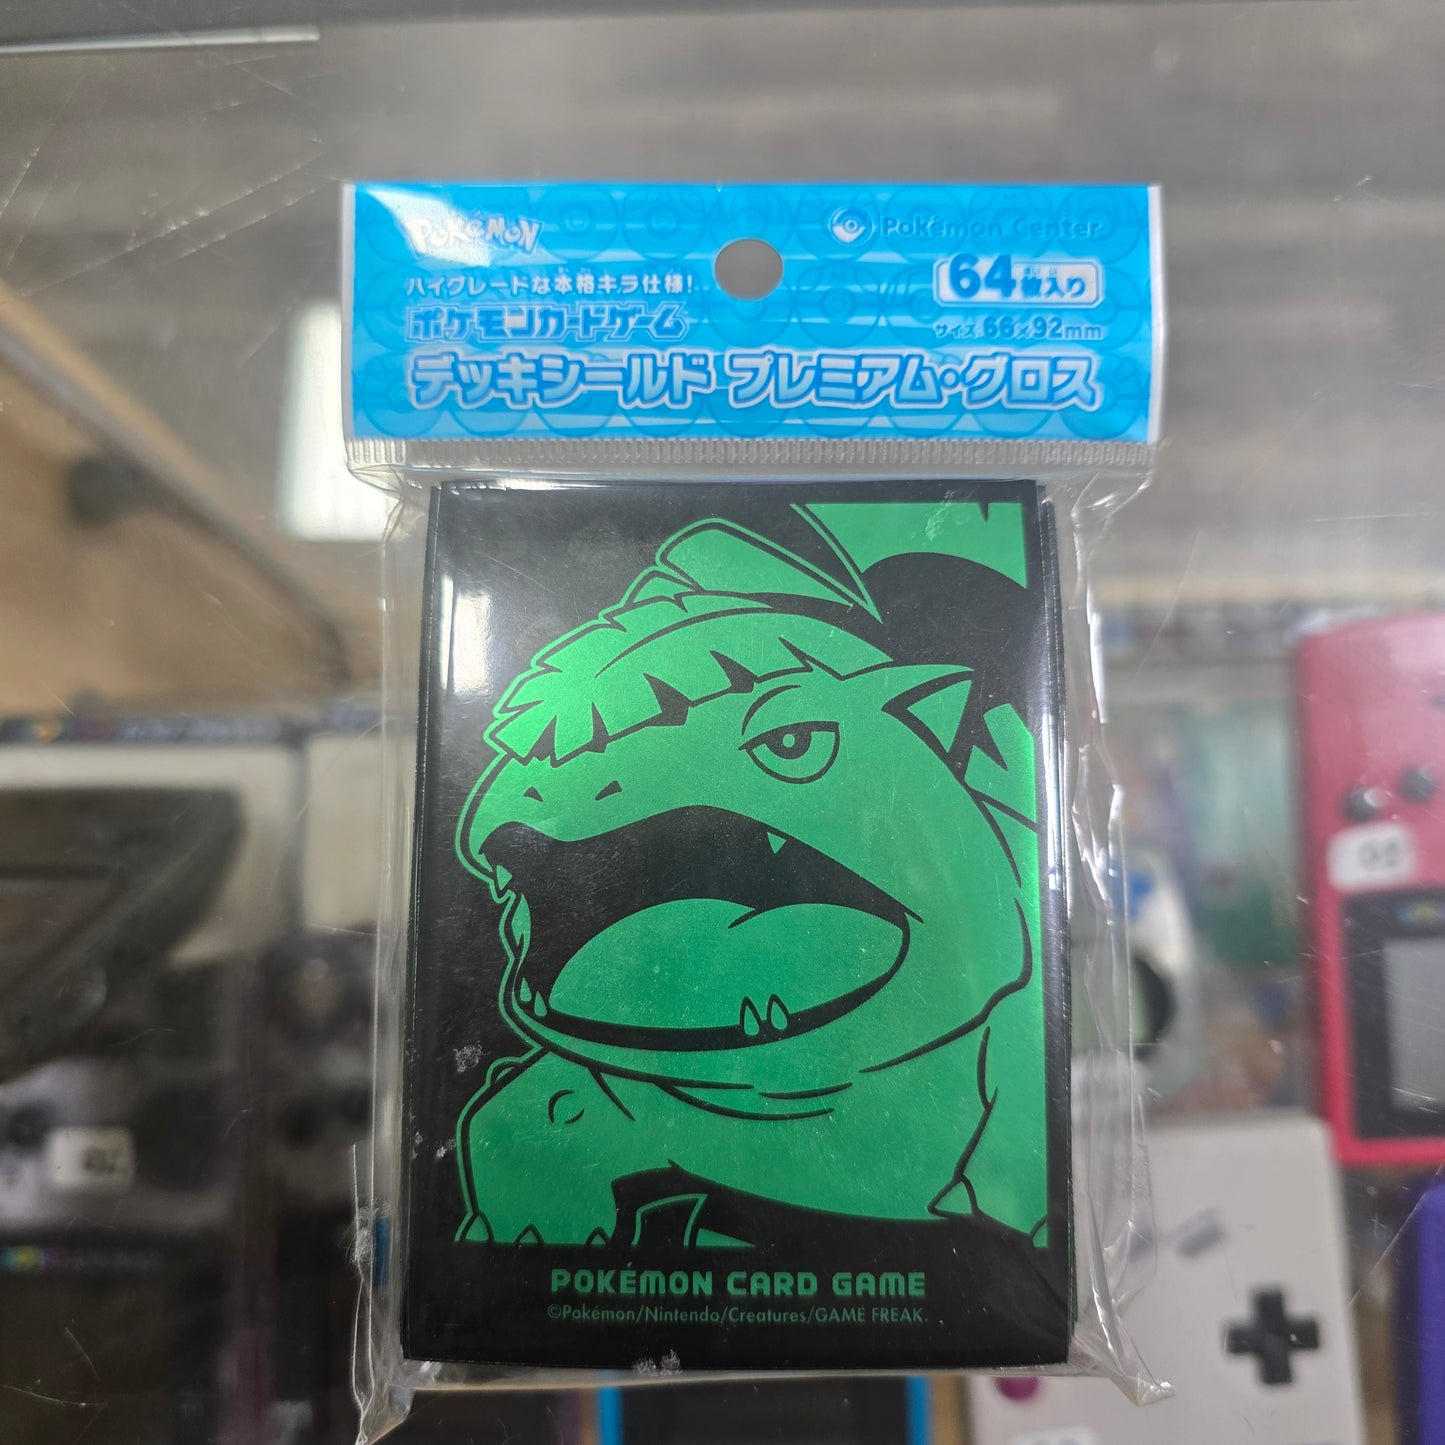 Pokémon
Pokémon Center
ハイグレードな本格キラ仕様!
64枚入り
ポケモンカードゲーム
サイズ:66×92mm
デッキシールド プレミアム・グロス
POKÉMON CARD GAME
©Pokémon/Nintendo/Creatures/GAME FREAK.